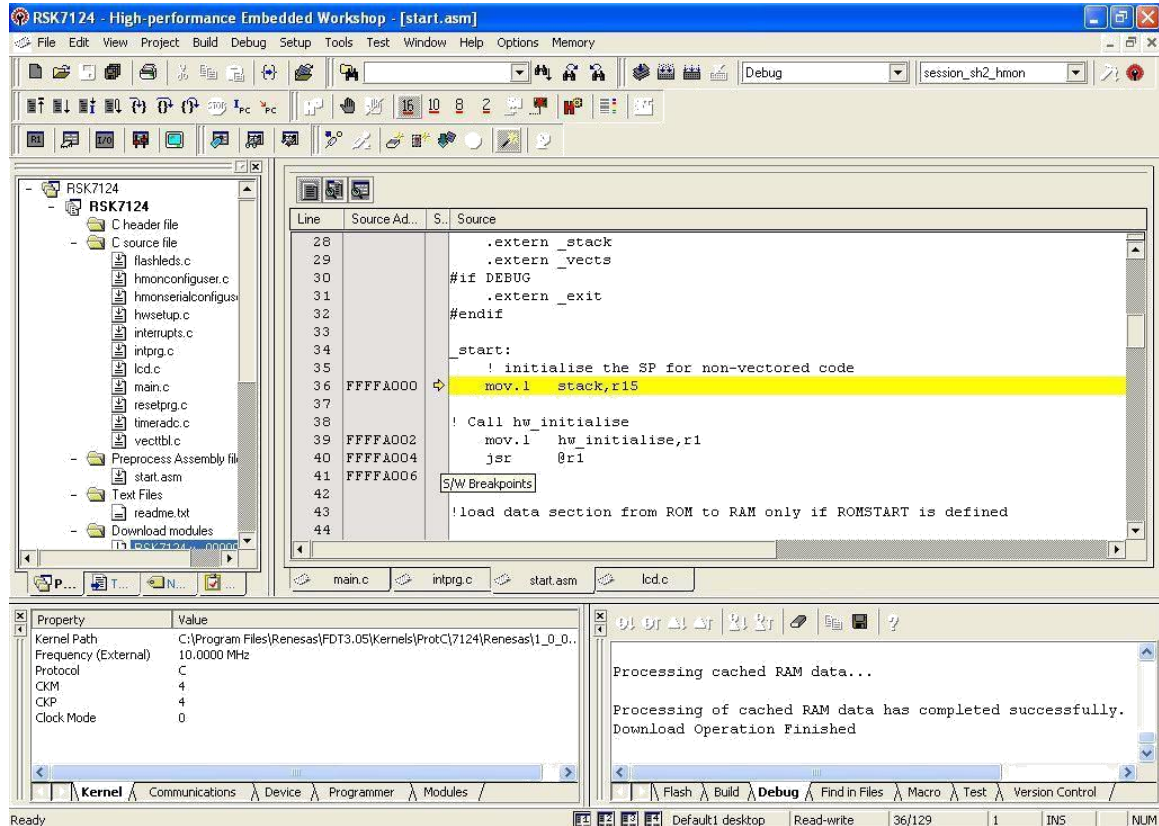 RSK7124 - High-performance Embedded Workshop - [start.asm]
File Edit View Project Build Debug Setup Tools Test Window Help Options Memory
Debug session_sh2_hmon
16 10 8 2
R1 I/O
RSK7124
RSK7124
C header file
C source file
flashleds.c
hmonconfiguser.c
hmonserialconfigus
hwsetup.c
interrupts.c
intprg.c
lcd.c
main.c
resetprg.c
timeradc.c
vecttbl.c
Preprocess Assembly fil
start.asm
Text Files
readme.txt
Download modules
P... T... N...
Line Source Ad... S.. Source
28 .extern _stack
29 .extern _vects
30 #if DEBUG
31 .extern _exit
32 #endif
33
34 _start:
35 ! initialise the SP for non-vectored code
36 FFFFA000 mov.l stack,r15
37
38 ! Call hw_initialise
39 FFFFA002 mov.l hw_initialise,r1
40 FFFFA004 jsr @r1
41 FFFFA006
S/W Breakpoints
42
43 !load data section from ROM to RAM only if ROMSTART is defined
44
main.c intprg.c start.asm lcd.c
Property Value
Kernel Path C:\Program Files\Renesas\FDT3.05\Kernels\ProtC\7124\Renesas\1_0_0..
Frequency (External) 10.0000 MHz
Protocol C
CKM 4
CKP 4
Clock Mode 0
Kernel Communications Device Programmer Modules
Processing cached RAM data...
Processing of cached RAM data has completed successfully.
Download Operation Finished
Flash Build Debug Find in Files Macro Test Version Control
Ready Default1 desktop Read-write 36/129 1 INS NUM